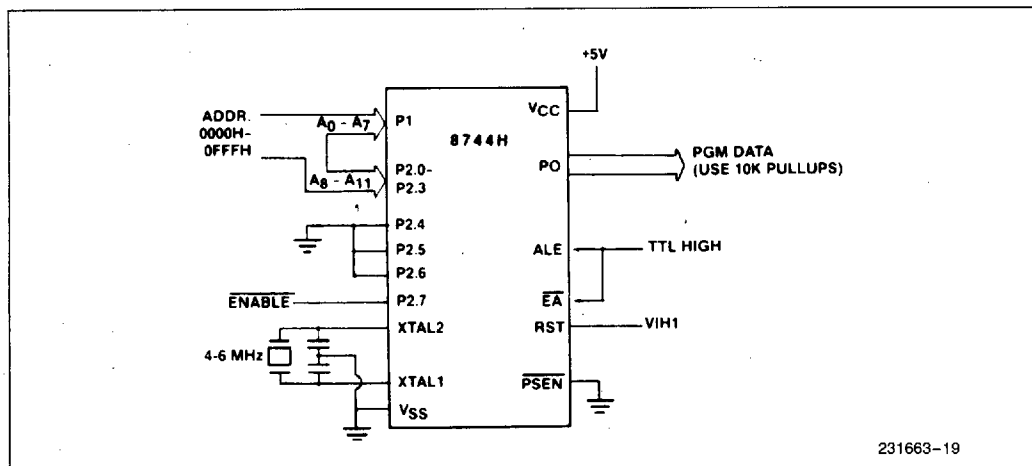 +5V
ADDR.
0000H-
0FFFH
A0 - A7
P1
8744H
VCC
P2.0-
P2.3
A8 - A11
PO
PGM DATA
(USE 10K PULLUPS)
P2.4
P2.5
P2.6
ALE
TTL HIGH
ENABLE
P2.7
EA
XTAL2
RST
VIH1
4-6 MHz
XTAL1
PSEN
VSS
231663-19